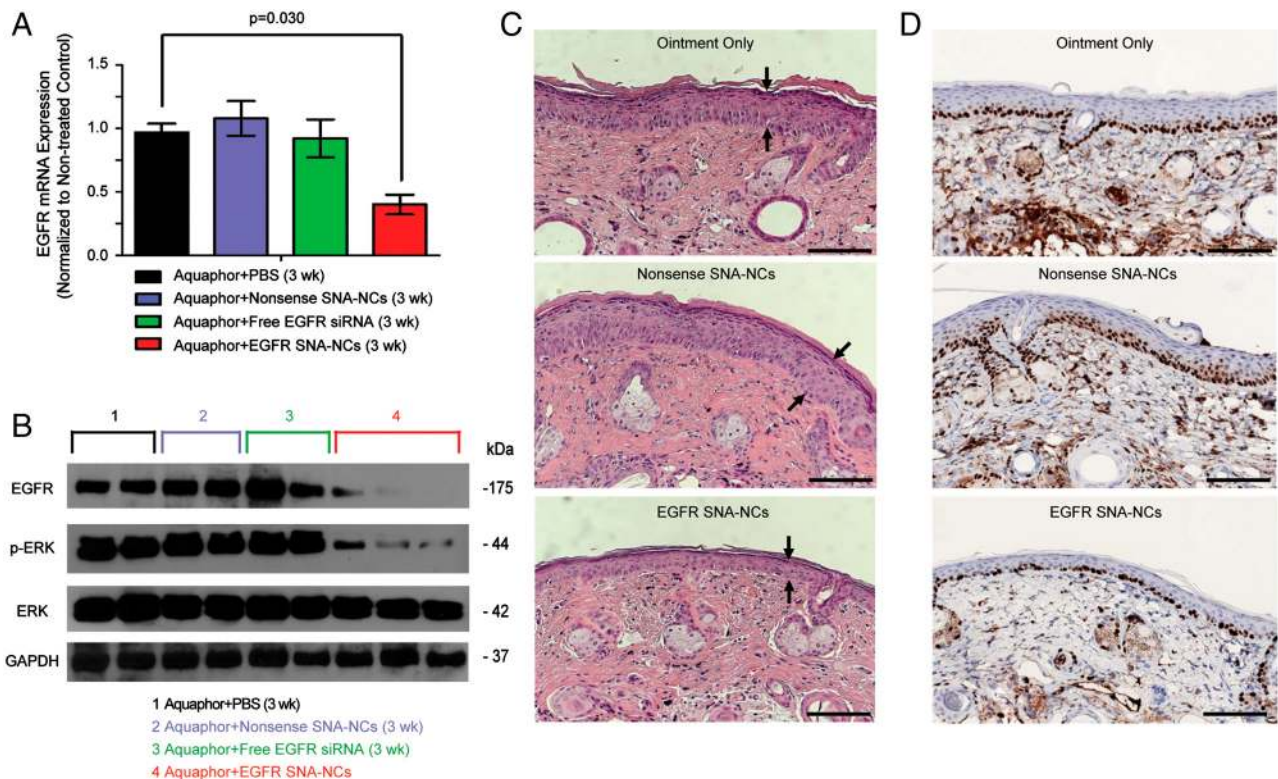 A
p=0.030
EGFR mRNA Expression
(Normalized to Non-treated Control)
1.5
1.0
0.5
0.0
Aquaphor+PBS (3 wk)
Aquaphor+Nonsense SNA-NCs (3 wk)
Aquaphor+Free EGFR siRNA (3 wk)
Aquaphor+EGFR SNA-NCs (3 wk)
B
1 2 3 4
kDa
EGFR -175
p-ERK - 44
ERK - 42
GAPDH - 37
1 Aquaphor+PBS (3 wk)
2 Aquaphor+Nonsense SNA-NCs (3 wk)
3 Aquaphor+Free EGFR siRNA (3 wk)
4 Aquaphor+EGFR SNA-NCs
C
Ointment Only
Nonsense SNA-NCs
EGFR SNA-NCs
D
Ointment Only
Nonsense SNA-NCs
EGFR SNA-NCs